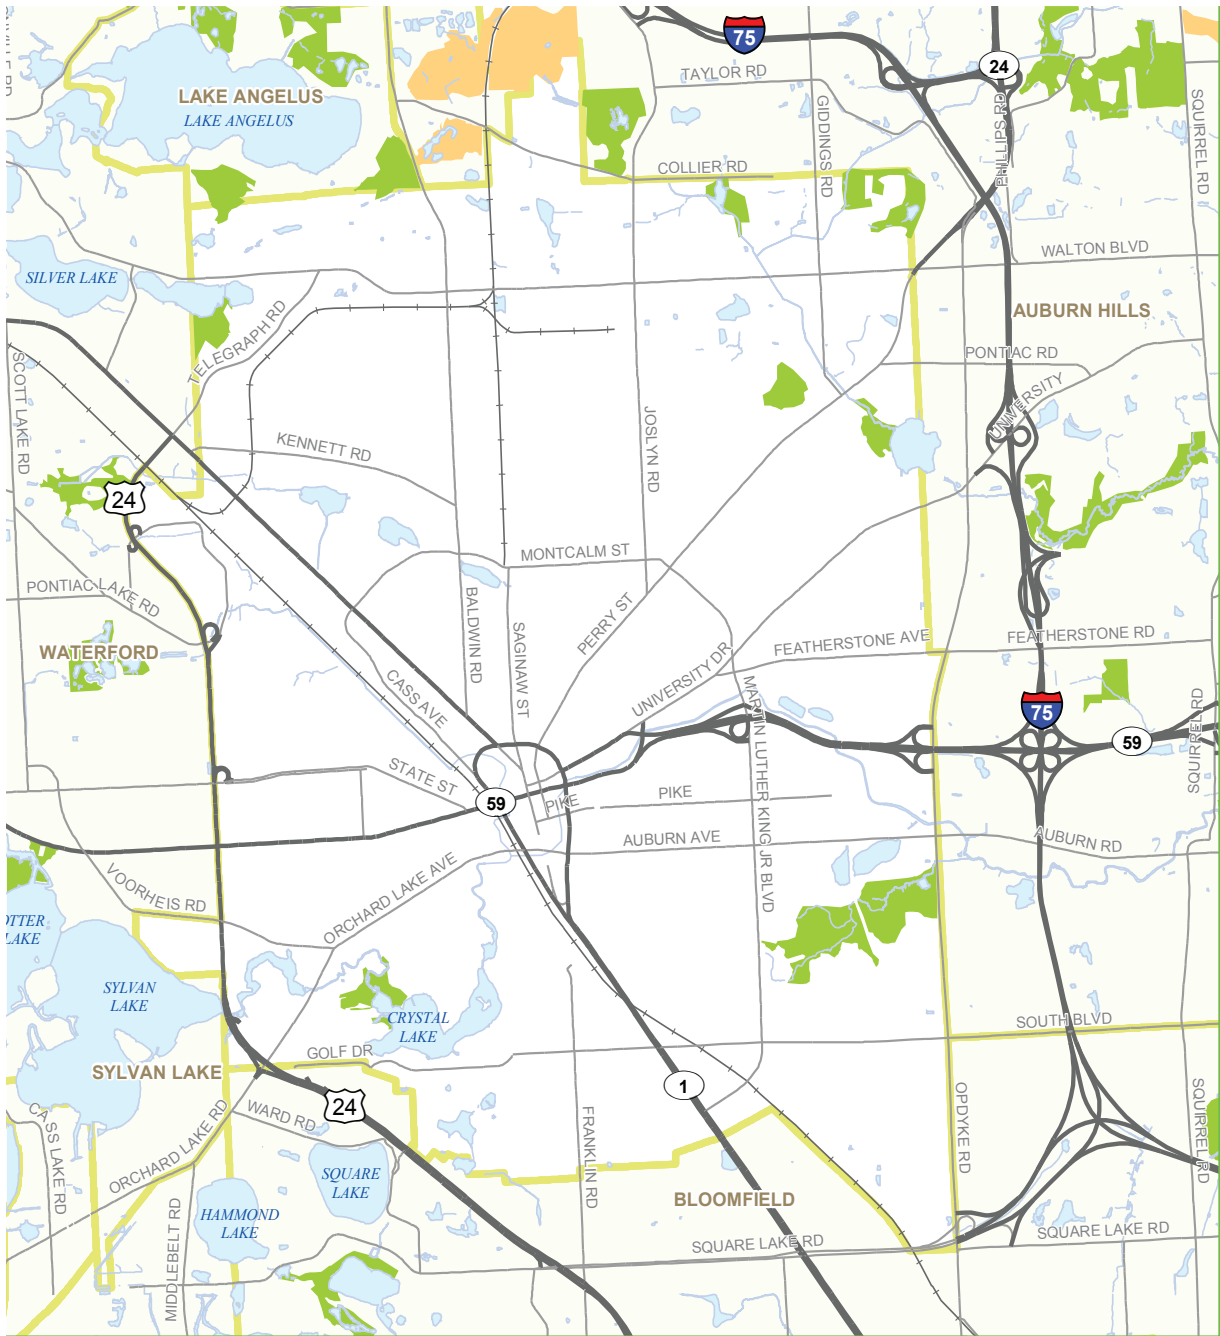 75
24
TAYLOR RD
LAKE ANGELUS
LAKE ANGELUS
GIDDINGS RD
PHILLIPS RD
SQUIRREL RD
COLLIER RD
WALTON BLVD
SILVER LAKE
AUBURN HILLS
TELEGRAPH RD
PONTIAC RD
SCOTT LAKE RD
UNIVERSITY
KENNETT RD
JOSLYN RD
24
MONTCALM ST
PONTIAC LAKE RD
BALDWIN RD
SAGINAW ST
PERRY ST
WATERFORD
FEATHERSTONE AVE
FEATHERSTONE RD
CASS AVE
UNIVERSITY DR
MARTIN LUTHER KING JR BLVD
75
59
SQUIRREL RD
STATE ST
59
PIKE
PIKE
AUBURN AVE
AUBURN RD
VOORHEIS RD
ORCHARD LAKE AVE
OTTER
LAKE
SYLVAN
LAKE
CRYSTAL
LAKE
SOUTH BLVD
GOLF DR
SYLVAN LAKE
24
1
WARD RD
CASS LAKE RD
ORCHARD LAKE RD
FRANKLIN RD
OPDYKE RD
SQUIRREL RD
SQUARE
LAKE
BLOOMFIELD
HAMMOND
LAKE
MIDDLEBELT RD
SQUARE LAKE RD
SQUARE LAKE RD